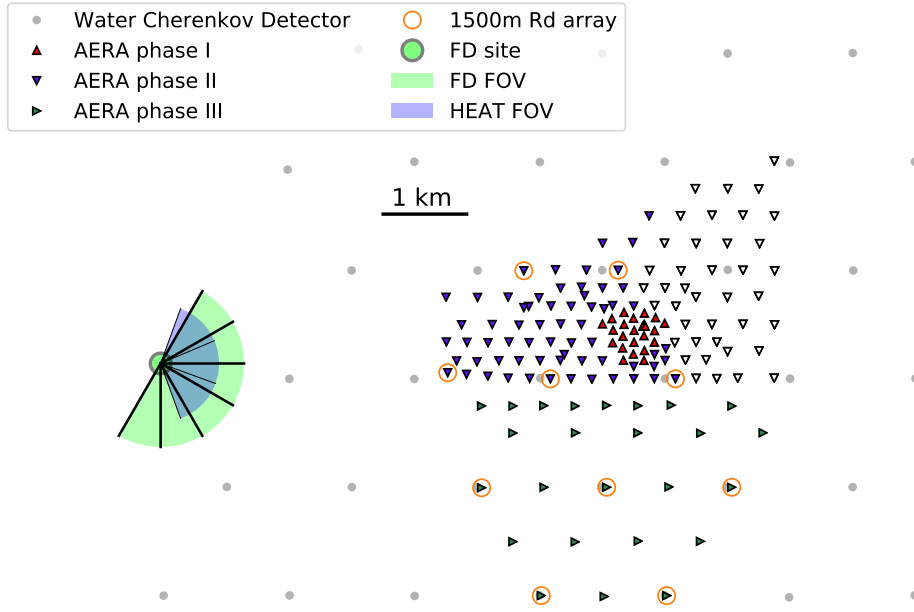 Water Cherenkov Detector
AERA phase I
AERA phase II
AERA phase III
1500m Rd array
FD site
FD FOV
HEAT FOV
1 km